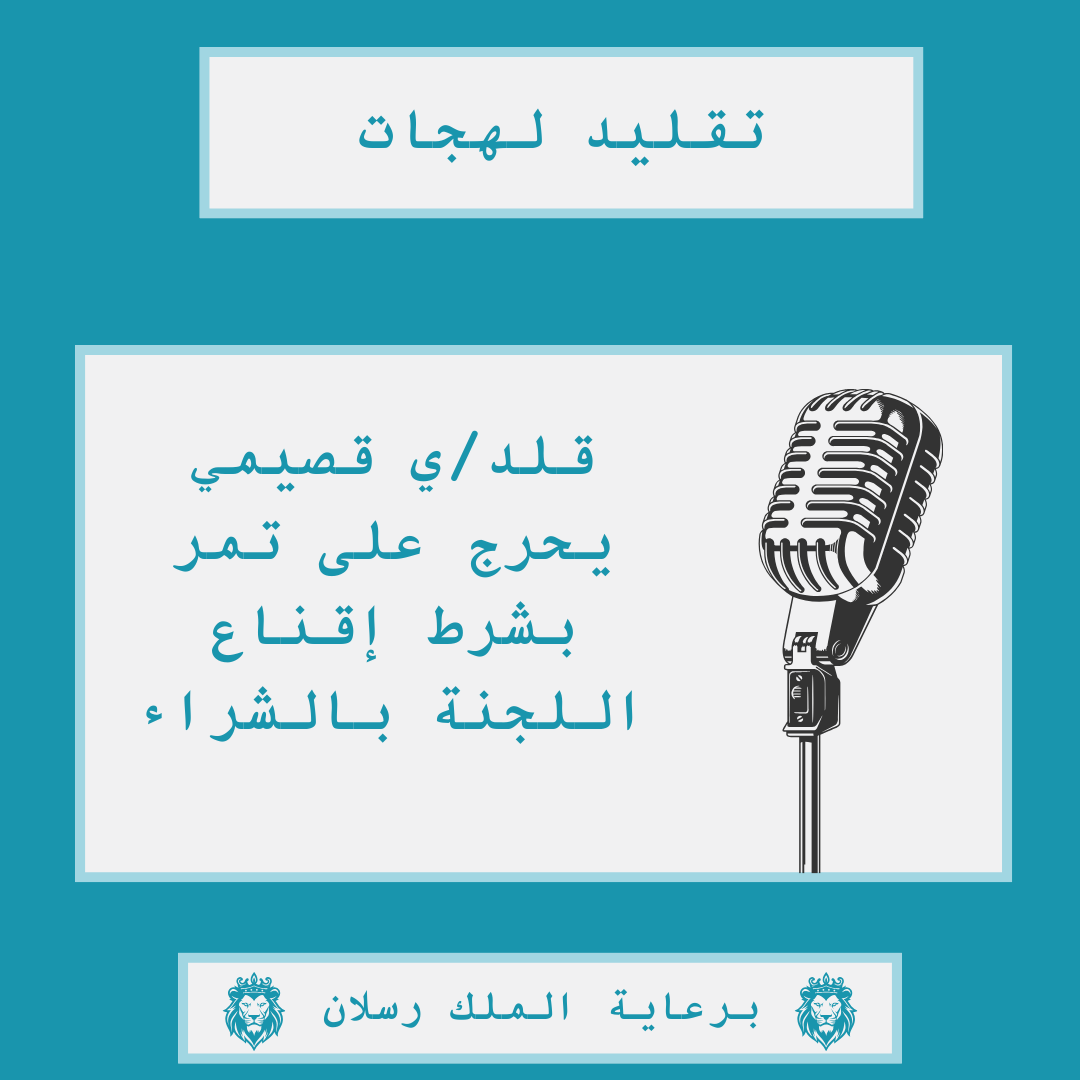 تقليد لهجات
قلد/ي قصيمي
يحرج على تمر
بشرط إقناع
اللجنة بالشراء
برعاية الملك رسلان